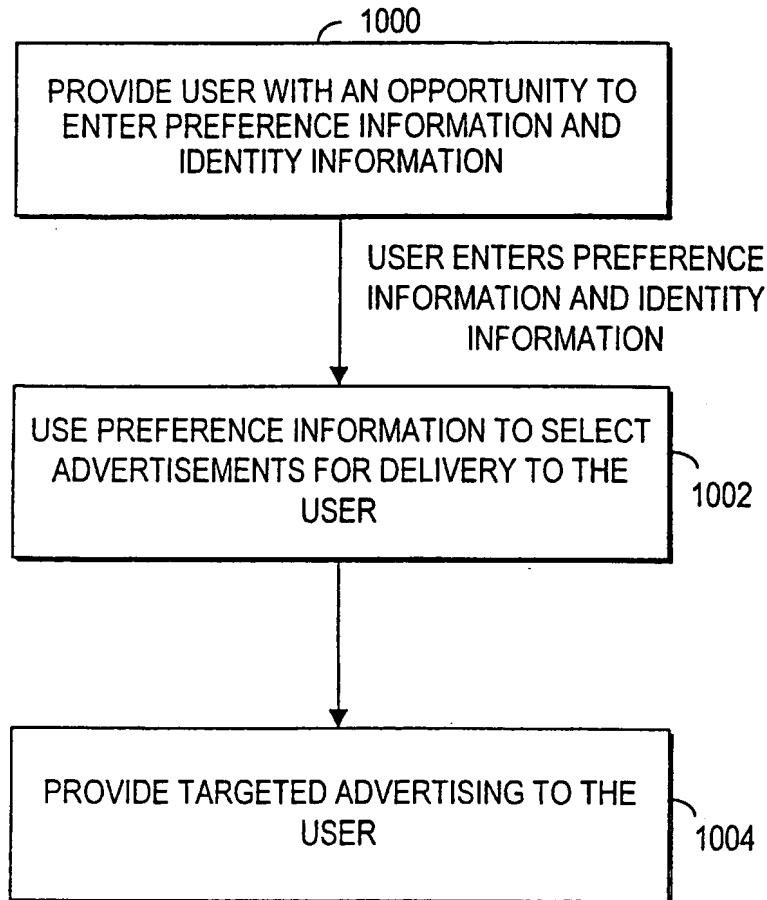 1000
PROVIDE USER WITH AN OPPORTUNITY TO
ENTER PREFERENCE INFORMATION AND
IDENTITY INFORMATION
USER ENTERS PREFERENCE
INFORMATION AND IDENTITY
INFORMATION
USE PREFERENCE INFORMATION TO SELECT
ADVERTISEMENTS FOR DELIVERY TO THE
USER
1002
PROVIDE TARGETED ADVERTISING TO THE
USER
1004